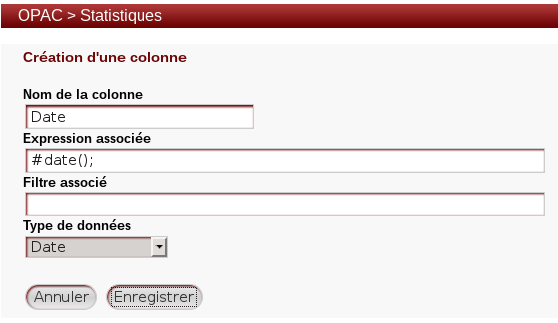 OPAC > Statistiques
Création d'une colonne
Nom de la colonne
Date
Expression associée
#date();
Filtre associé
Type de données
Date
Annuler Enregistrer